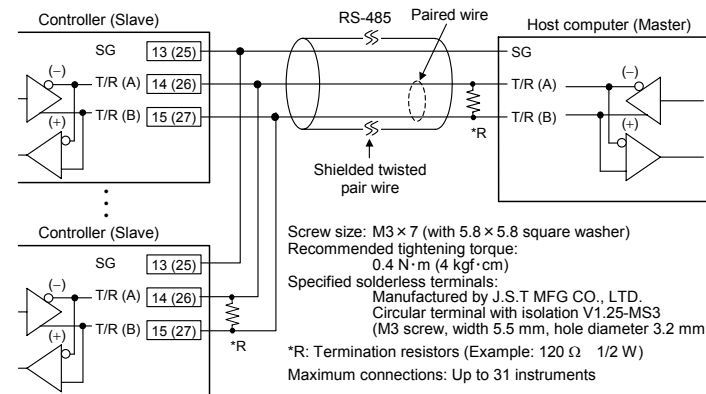 Controller (Slave)
RS-485
Paired wire
Host computer (Master)
SG
13 (25)
SG
(−)
T/R (A)
14 (26)
T/R (A)
(−)
T/R (B)
15 (27)
T/R (B)
(+)
*R
(+)
Shielded twisted
pair wire
Controller (Slave)
SG
13 (25)
(−)
T/R (A)
14 (26)
T/R (B)
15 (27)
(+)
*R
Screw size: M3 × 7 (with 5.8 × 5.8 square washer)
Recommended tightening torque:
0.4 N·m (4 kgf·cm)
Specified solderless terminals:
Manufactured by J.S.T MFG CO., LTD.
Circular terminal with isolation V1.25-MS3
(M3 screw, width 5.5 mm, hole diameter 3.2 mm
*R: Termination resistors (Example: 120 Ω 1/2 W)
Maximum connections: Up to 31 instruments